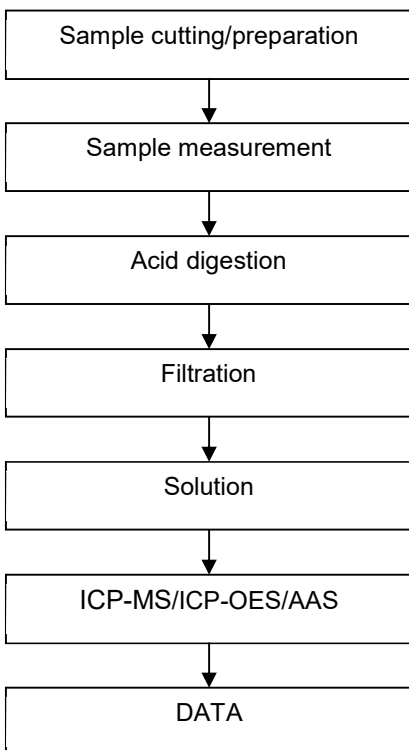 Sample cutting/preparation
Sample measurement
Acid digestion
Filtration
Solution
ICP-MS/ICP-OES/AAS
DATA